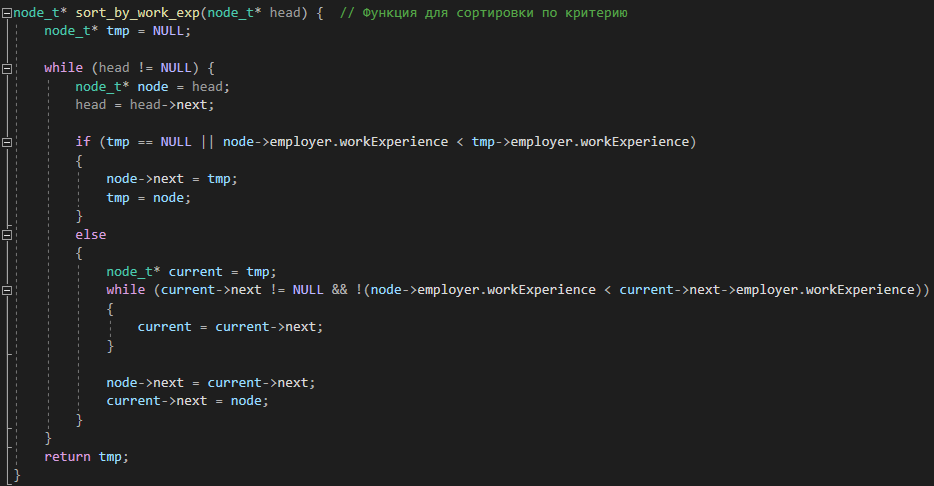 node_t* sort_by_work_exp(node_t* head) {  // Функция для сортировки по критерию
    node_t* tmp = NULL;

    while (head != NULL) {
        node_t* node = head;
        head = head->next;

        if (tmp == NULL || node->employer.workExperience < tmp->employer.workExperience)
        {
            node->next = tmp;
            tmp = node;
        }
        else
        {
            node_t* current = tmp;
            while (current->next != NULL && !(node->employer.workExperience < current->next->employer.workExperience))
            {
                current = current->next;
            }

            node->next = current->next;
            current->next = node;
        }
    }
    return tmp;
}